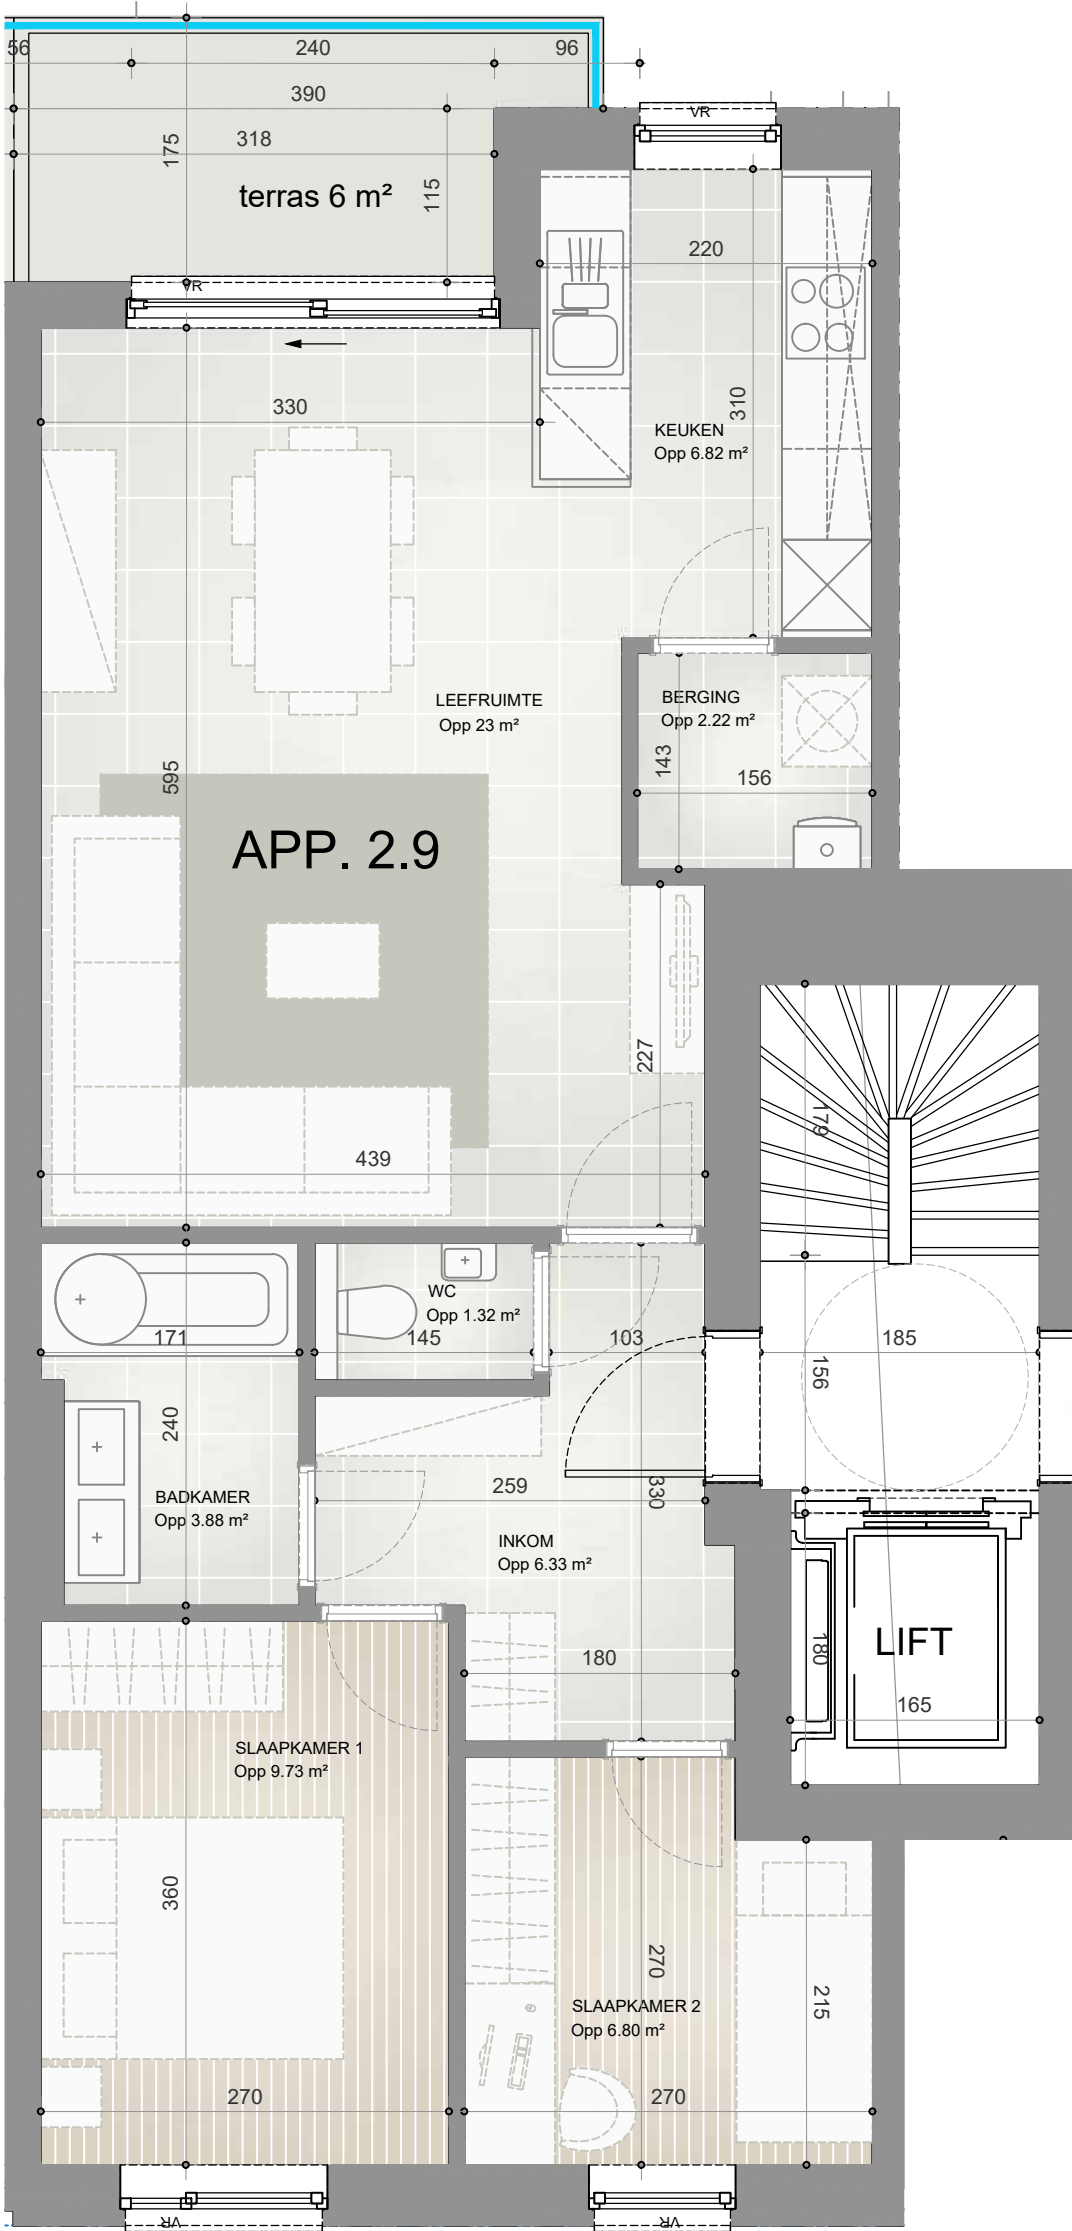 56
240
96
390
VR
175
318
115
terras 6 m²
220
VR
330
310
KEUKEN
Opp 6.82 m²
LEEFRUIMTE
Opp 23 m²
BERGING
Opp 2.22 m²
143
156
595
APP. 2.9
227
179
439
WC
Opp 1.32 m²
171
145
103
185
156
240
259
330
BADKAMER
Opp 3.88 m²
INKOM
Opp 6.33 m²
180
180
LIFT
165
SLAAPKAMER 1
Opp 9.73 m²
360
270
215
SLAAPKAMER 2
Opp 6.80 m²
270
270
VR
VR